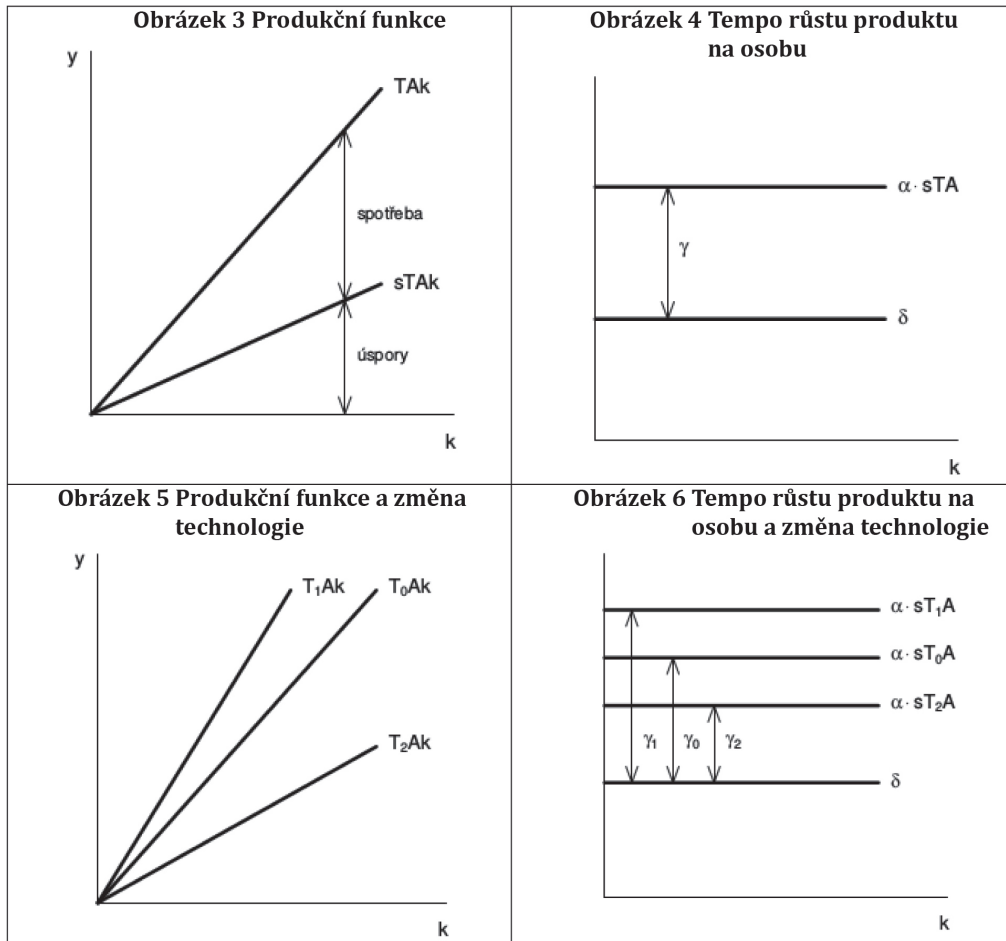 Obrázek 3 Produkční funkce
y
TAk
spotřeba
sTAk
úspory
k
Obrázek 4 Tempo růstu produktu
na osobu
α· sTA
γ
δ
k
Obrázek 5 Produkční funkce a změna
technologie
y
T₁Ak
T₀Ak
T₂Ak
k
Obrázek 6 Tempo růstu produktu na
osobu a změna technologie
α· sT₁A
α· sT₀A
α· sT₂A
γ₁ γ₀ γ₂
δ
k